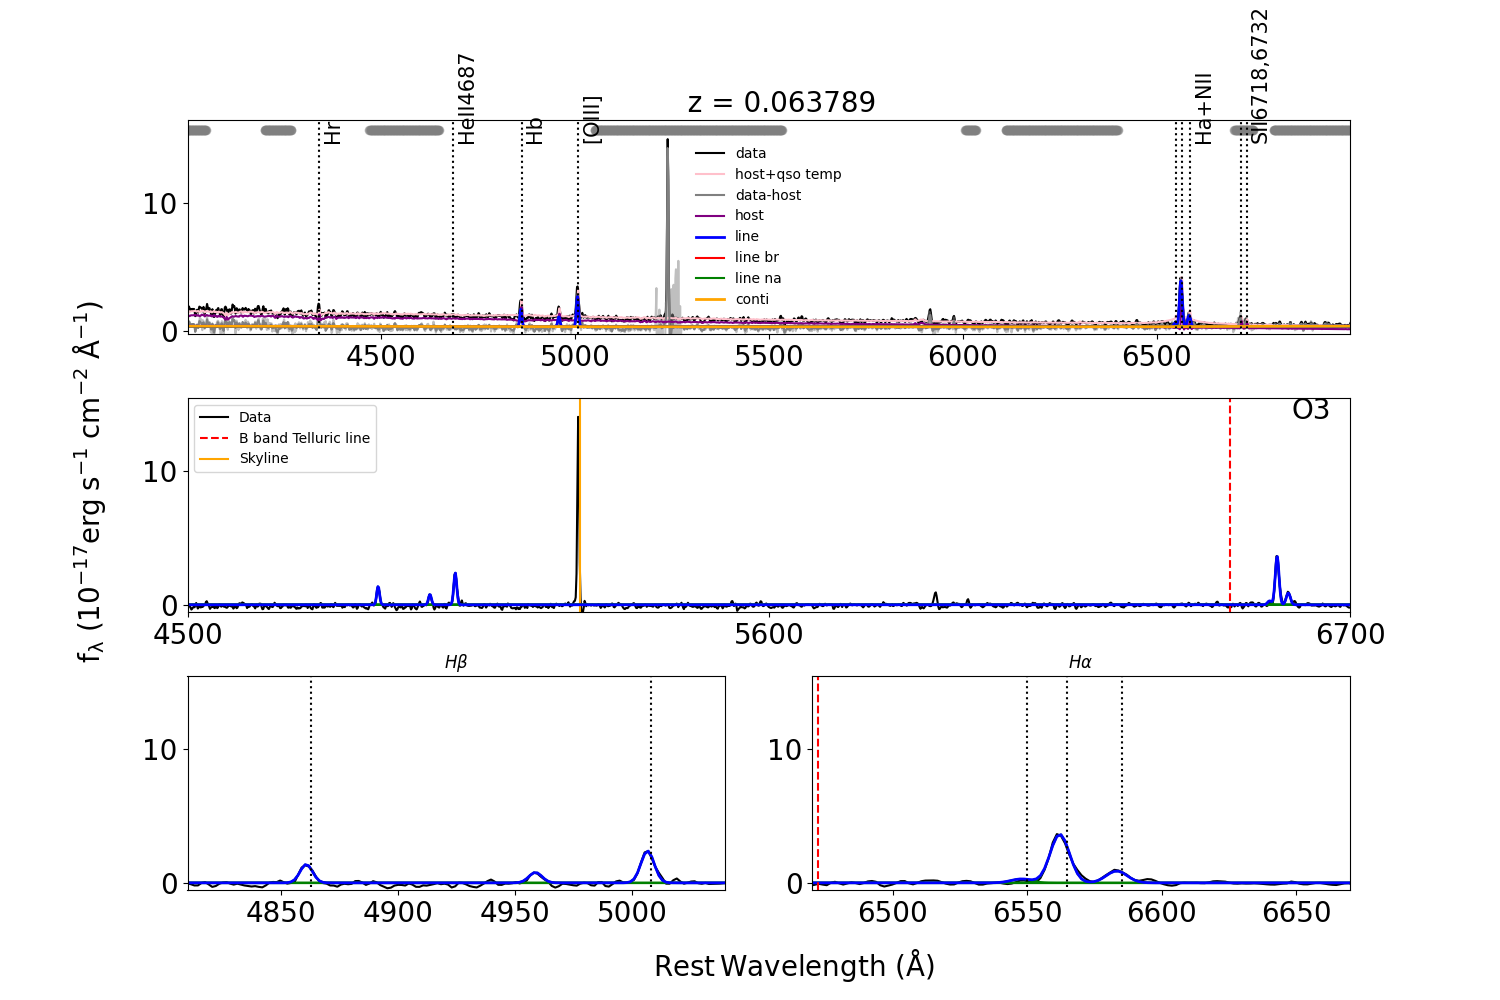 z = 0.063789
Hr
HeII4687
Hb
[OIII]
Ha+NII
SII6718,6732
data
host+qso temp
data-host
host
line
line br
line na
conti
10
0
4500
5000
5500
6000
6500
fλ (10⁻¹⁷erg s⁻¹ cm⁻² Å⁻¹)
Data
B band Telluric line
Skyline
O3
10
0
4500
5600
6700
Hβ
10
0
4850
4900
4950
5000
Hα
10
0
6500
6550
6600
6650
Rest Wavelength (Å)